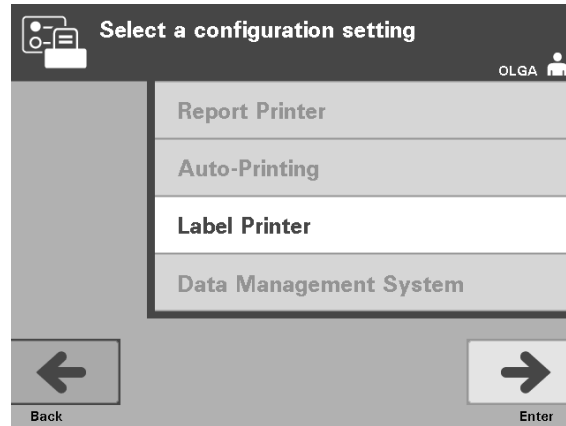 Select a configuration setting
OLGA
Report Printer
Auto-Printing
Label Printer
Data Management System
Back
Enter